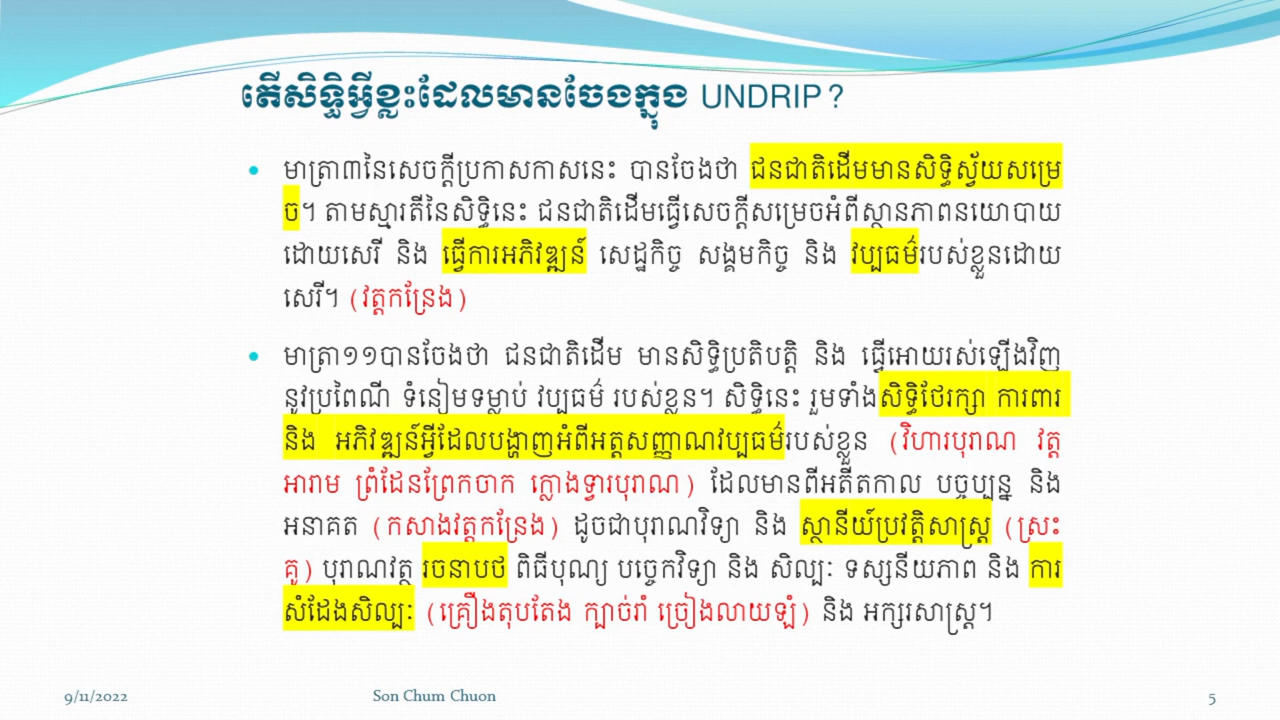 តើសិទ្ធិអ្វីខ្លះដែលមានចែងក្នុង UNDRIP?
• មាត្រា៣នៃសេចក្តីប្រកាសកាសនេះ បានចែងថា ជនជាតិដើមមានសិទ្ធិស្វ័យសម្រេ
ច។ តាមស្មារតីនៃសិទ្ធិនេះ ជនជាតិដើមធ្វើសេចក្តីសម្រេចអំពីស្ថានភាពនយោបាយ
ដោយសេរី និង ធ្វើការអភិវឌ្ឍន៍ សេដ្ឋកិច្ច សង្គមកិច្ច និង វប្បធម៌របស់ខ្លួនដោយ
សេរី។ (វត្តកន្រែង)
• មាត្រា១១បានចែងថា ជនជាតិដើម មានសិទ្ធិប្រតិបត្តិ និង ធ្វើអោយរស់ឡើងវិញ
នូវប្រពៃណី ទំនៀមទម្លាប់ វប្បធម៌ របស់ខ្លន។ សិទ្ធិនេះ រួមទាំងសិទ្ធិថែរក្សា ការពារ
និង អភិវឌ្ឍន៍អ្វីដែលបង្ហាញអំពីអត្តសញ្ញាណវប្បធម៌របស់ខ្លួន (វិហារបុរាណ វត្ត
អារាម ព្រំដែនព្រែកចាក ក្លោងទ្វារបុរាណ) ដែលមានពីអតីតកាល បច្ចុប្បន្ន និង
អនាគត (កសាងវត្តកន្រែង) ដូចជាបុរាណវិទ្យា និង ស្ថានីយ៍ប្រវត្តិសាស្ត្រ (ស្រះ
គូ) បុរាណវត្ថុ រចនាបថ ពិធីបុណ្យ បច្ចេកវិទ្យា និង សិល្បៈ ទស្សនីយភាព និង ការ
សំដែងសិល្បៈ (គ្រឿងតុបតែង ក្បាច់រាំ ច្រៀងលាយឡំ) និង អក្សរសាស្ត្រ។
9/11/2022
Son Chum Chuon
5